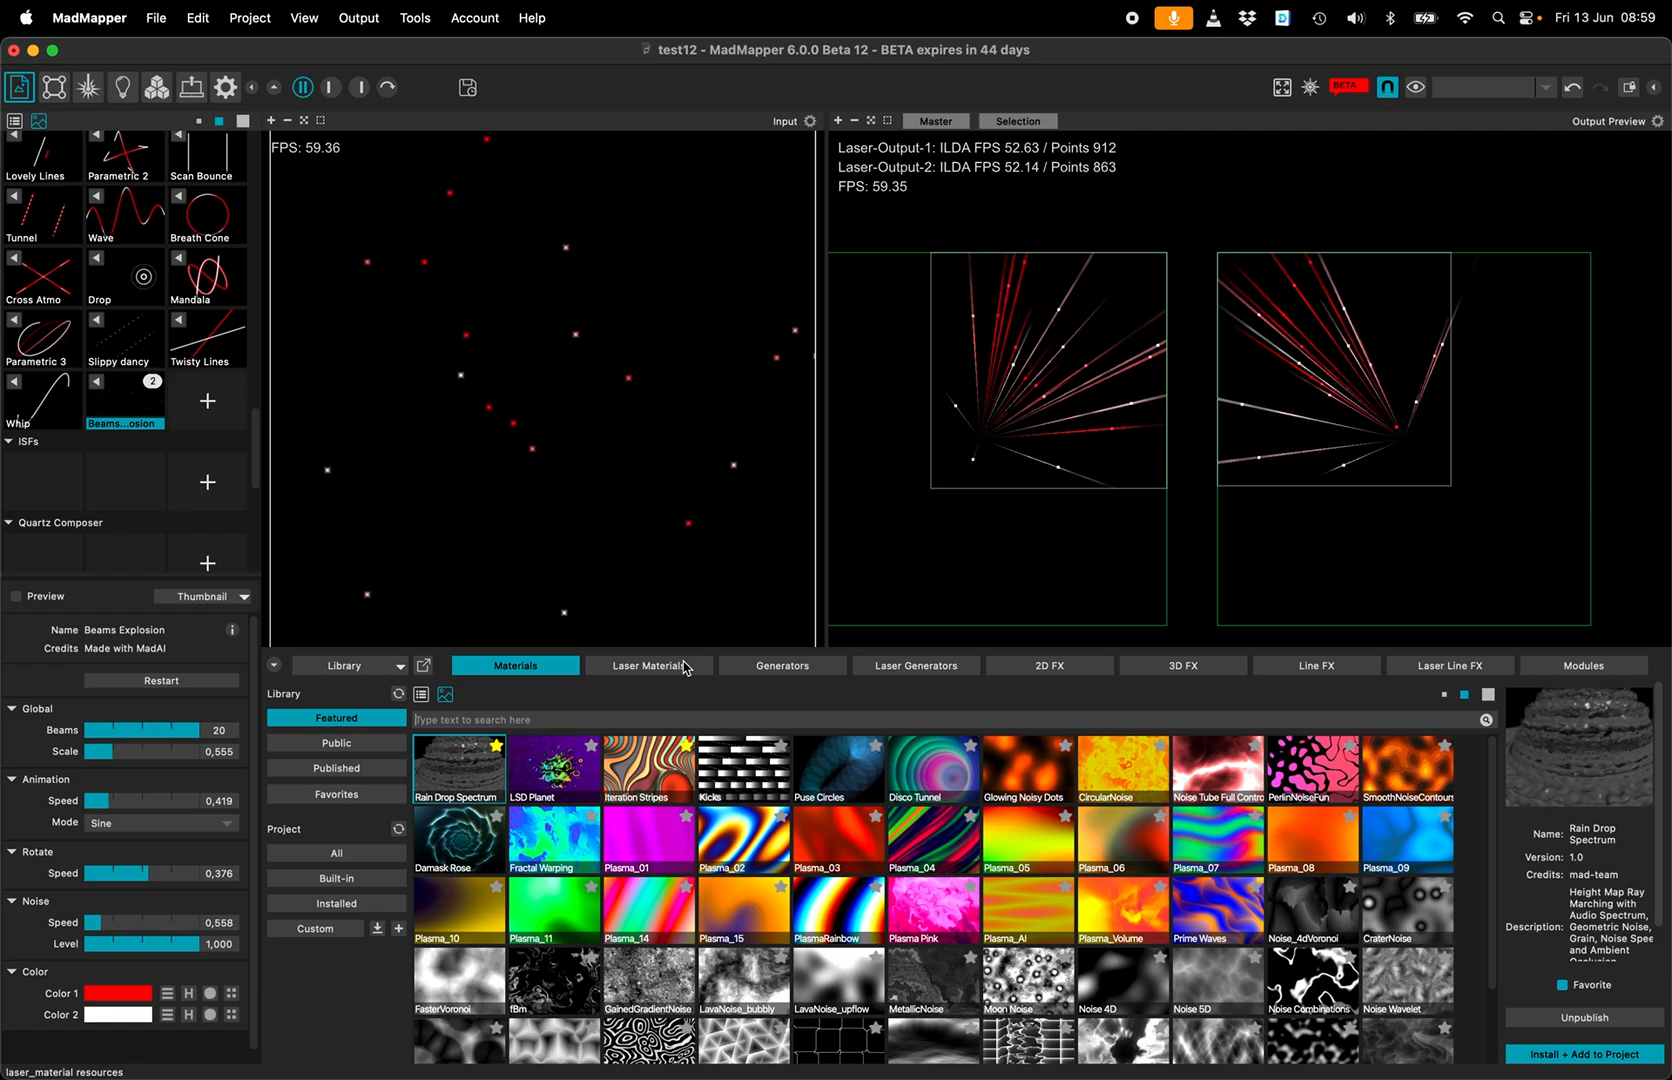 MadMapper File Edit Project View Output Tools Account Help Fri 13 Jun 08:59
test12 - MadMapper 6.0.0 Beta 12 - BETA expires in 44 days
BETA
Input
Master Selection Output Preview
FPS: 59.36
Laser-Output-1: ILDA FPS 52.63 / Points 912
Laser-Output-2: ILDA FPS 52.14 / Points 863
FPS: 59.35
Lovely Lines Parametric 2 Scan Bounce
Tunnel Wave Breath Cone
Cross Atmo Drop Mandala
Parametric 3 Slippy dancy Twisty Lines
2
Whip Beams...osion
ISFs
Quartz Composer
Preview Thumbnail
Name Beams Explosion
Credits Made with MadAI
Restart
Global
Beams 20
Scale 0,555
Animation
Speed 0,419
Mode Sine
Rotate
Speed 0,376
Noise
Speed 0,558
Level 1,000
Color
Color 1 H
Color 2 H
laser_material resources
Library Materials Laser Materials Generators Laser Generators 2D FX 3D FX Line FX Laser Line FX Modules
Library
Featured
Public
Published
Favorites
Project
All
Built-in
Installed
Custom
Type text to search here
Rain Drop Spectrum LSD Planet Iteration Stripes Kicks Puse Circles Disco Tunnel Glowing Noisy Dots CircularNoise Noise Tube Full Contro PerlinNoiseFun SmoothNoiseContours
Damask Rose Fractal Warping Plasma_01 Plasma_02 Plasma_03 Plasma_04 Plasma_05 Plasma_06 Plasma_07 Plasma_08 Plasma_09
Plasma_10 Plasma_11 Plasma_14 Plasma_15 PlasmaRainbow Plasma Pink Plasma_AI Plasma_Volume Prime Waves Noise_4dVoronoi CraterNoise
FasterVoronoi fBm GainedGradientNoise LavaNoise_bubbly LavaNoise_upflow MetallicNoise Moon Noise Noise 4D Noise 5D Noise Combinations Noise Wavelet
Name: Rain Drop
Spectrum
Version: 1.0
Credits: mad-team
Height Map Ray
Marching with
Audio Spectrum,
Description: Geometric Noise,
Grain, Noise Spee
and Ambient
Favorite
Unpublish
Install + Add to Project